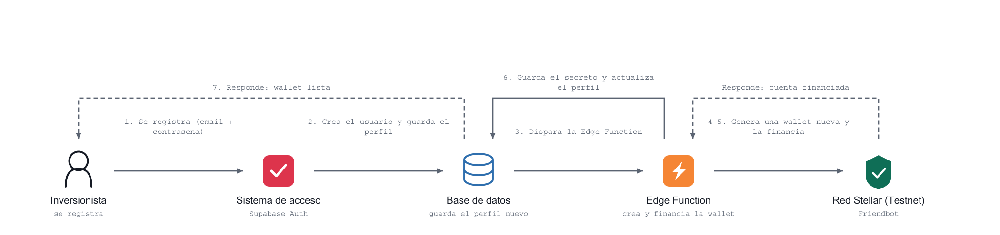 6. Guarda el secreto y actualiza
el perfil
7. Responde: wallet lista
Responde: cuenta financiada
1. Se registra (email +
contrasena)
2. Crea el usuario y guarda el
perfil
3. Dispara la Edge Function
4-5. Genera una wallet nueva y
la financia
Inversionista
se registra
Sistema de acceso
Supabase Auth
Base de datos
guarda el perfil nuevo
Edge Function
crea y financia la wallet
Red Stellar (Testnet)
Friendbot